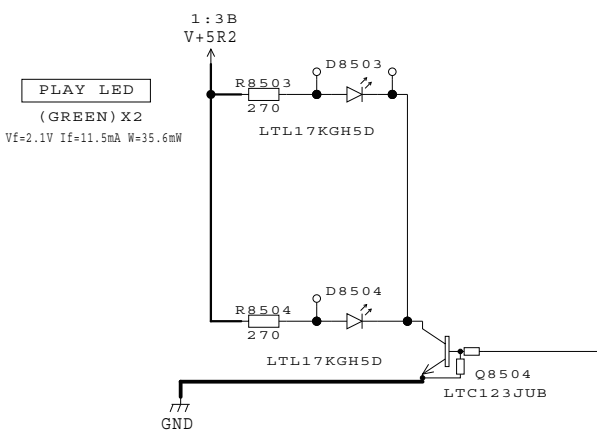 1:3B
V+5R2
D8503
R8503
PLAY LED
270
(GREEN)X2
LTL17KGH5D
Vf=2.1V If=11.5mA W=35.6mW
D8504
R8504
270
LTL17KGH5D
Q8504
LTC123JUB
GND